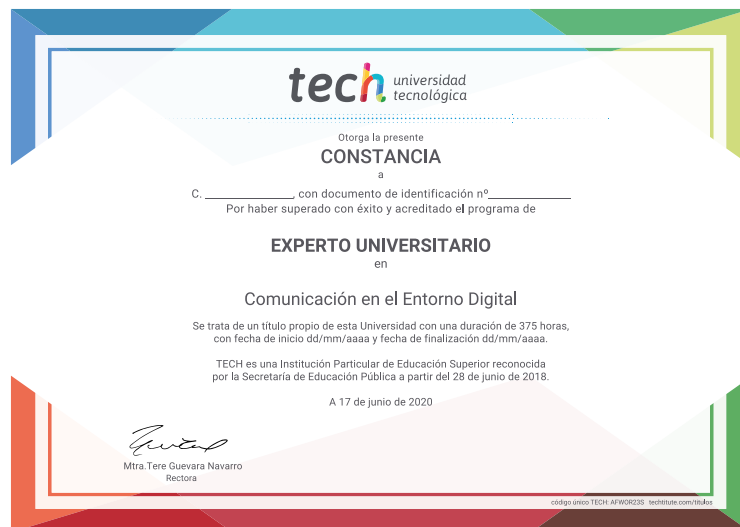 tech universidad
tecnológica
Otorga la presente
CONSTANCIA
a
C. ______________, con documento de identificación nº______________
Por haber superado con éxito y acreditado el programa de
EXPERTO UNIVERSITARIO
en
Comunicación en el Entorno Digital
Se trata de un título propio de esta Universidad con una duración de 375 horas,
con fecha de inicio dd/mm/aaaa y fecha de finalización dd/mm/aaaa.
TECH es una Institución Particular de Educación Superior reconocida
por la Secretaría de Educación Pública a partir del 28 de junio de 2018.
A 17 de junio de 2020
Mtra.Tere Guevara Navarro
Rectora
código único TECH: AFWOR23S techtitute.com/titulos